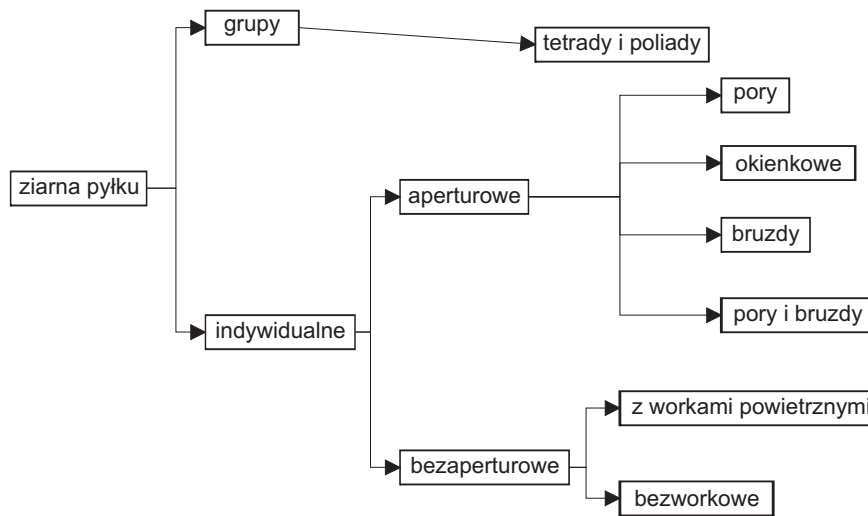 grupy
tetrady i poliady
pory
okienkowe
ziarna pyłku
aperturowe
bruzdy
indywidualne
pory i bruzdy
z workami powietrznymi
bezaperturowe
bezworkowe